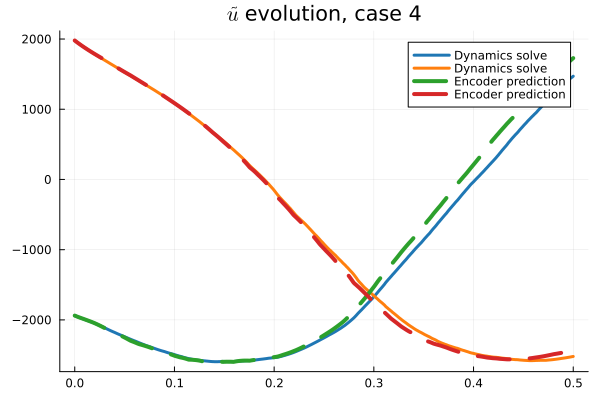 ũ evolution, case 4
Dynamics solve
Dynamics solve
Encoder prediction
Encoder prediction
2000
1000
0
−1000
−2000
0.0 0.1 0.2 0.3 0.4 0.5